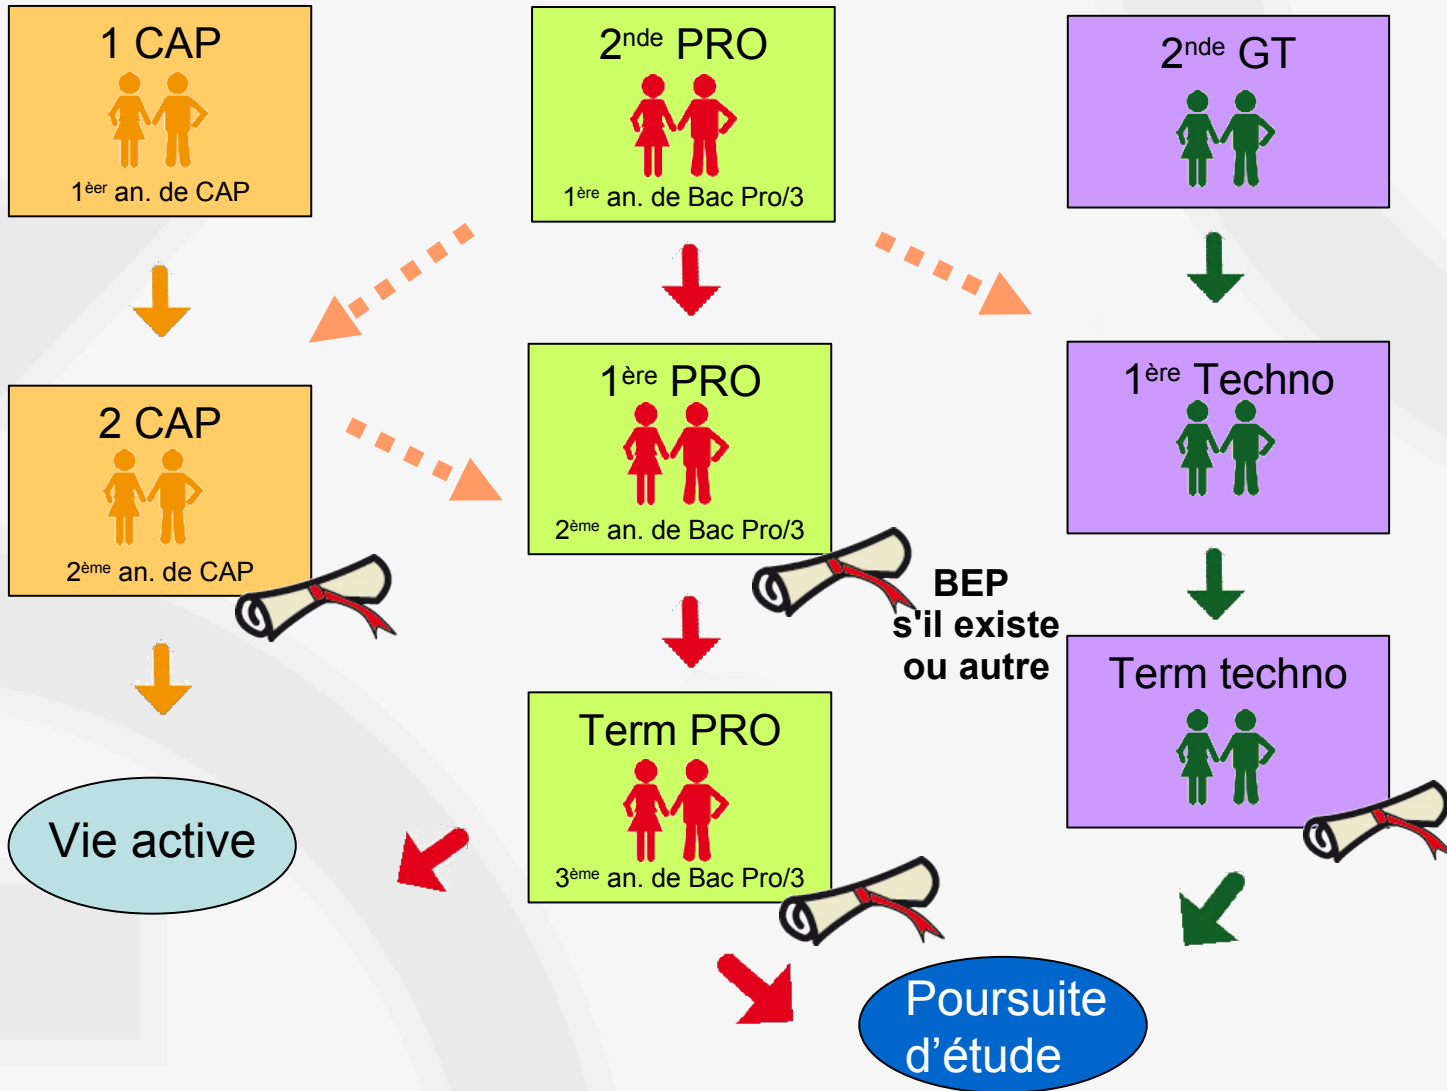 1 CAP
1èer an. de CAP
2nde PRO
1ère an. de Bac Pro/3
2nde GT
2 CAP
2ème an. de CAP
1ère PRO
2ème an. de Bac Pro/3
1ère Techno
BEP
s'il existe
ou autre
Term PRO
3ème an. de Bac Pro/3
Term techno
Vie active
Poursuite
d’étude